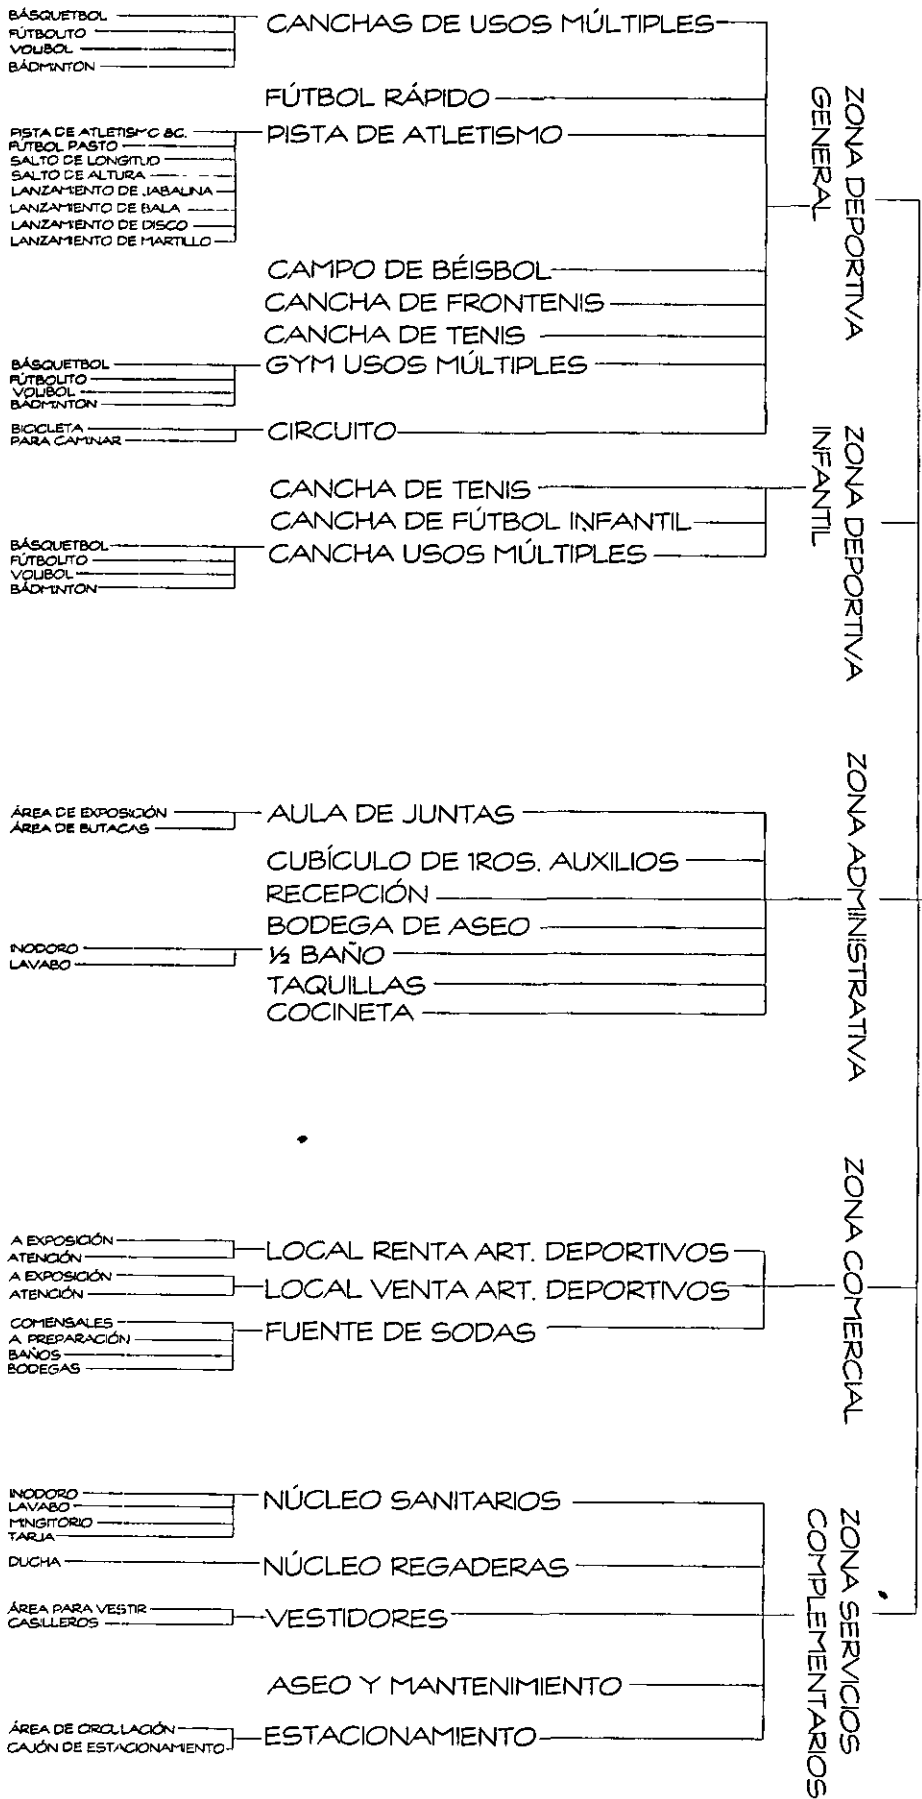 BÁSQUETBOL
FÚTBOLITO
VOLIBOL
BÁDMINTON
CANCHAS DE USOS MÚLTIPLES
FÚTBOL RÁPIDO
PISTA DE ATLETISMO 8C.
FÚTBOL PASTO
SALTO DE LONGITUD
SALTO DE ALTURA
LANZAMIENTO DE JABALINA
LANZAMIENTO DE BALA
LANZAMIENTO DE DISCO
LANZAMIENTO DE MARTILLO
PISTA DE ATLETISMO
CAMPO DE BÉISBOL
CANCHA DE FRONTENIS
CANCHA DE TENIS
BÁSQUETBOL
FÚTBOLITO
VOLIBOL
BÁDMINTON
GYM USOS MÚLTIPLES
BICICLETA
PARA CAMINAR
CIRCUITO
ZONA DEPORTIVA
GENERAL
CANCHA DE TENIS
CANCHA DE FÚTBOL INFANTIL
BÁSQUETBOL
FÚTBOLITO
VOLIBOL
BÁDMINTON
CANCHA USOS MÚLTIPLES
ZONA DEPORTIVA
INFANTIL
ÁREA DE EXPOSICIÓN
ÁREA DE BUTACAS
AULA DE JUNTAS
CUBÍCULO DE 1ROS. AUXILIOS
RECEPCIÓN
BODEGA DE ASEO
INODORO
LAVABO
½ BAÑO
TAQUILLAS
COCINETA
ZONA ADMINISTRATIVA
A EXPOSICIÓN
ATENCIÓN
LOCAL RENTA ART. DEPORTIVOS
A EXPOSICIÓN
ATENCIÓN
LOCAL VENTA ART. DEPORTIVOS
COMENSALES
A PREPARACIÓN
BAÑOS
BODEGAS
FUENTE DE SODAS
ZONA COMERCIAL
INODORO
LAVABO
MINGITORIO
TARJA
NÚCLEO SANITARIOS
DUCHA
NÚCLEO REGADERAS
ÁREA PARA VESTIR
CASILLEROS
VESTIDORES
ASEO Y MANTENIMIENTO
ÁREA DE CIRCULACIÓN
CAJÓN DE ESTACIONAMIENTO
ESTACIONAMIENTO
ZONA SERVICIOS
COMPLEMENTARIOS